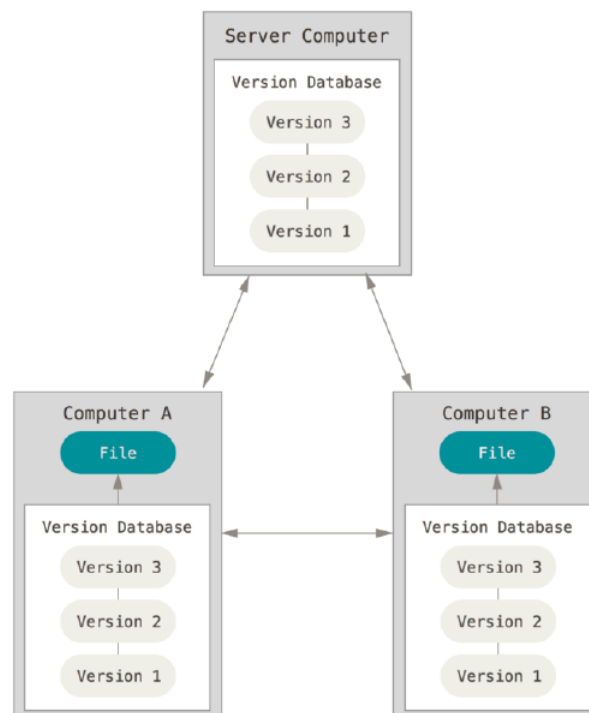 Server Computer
Version Database
Version 3
Version 2
Version 1
Computer A
File
Version Database
Version 3
Version 2
Version 1
Computer B
File
Version Database
Version 3
Version 2
Version 1